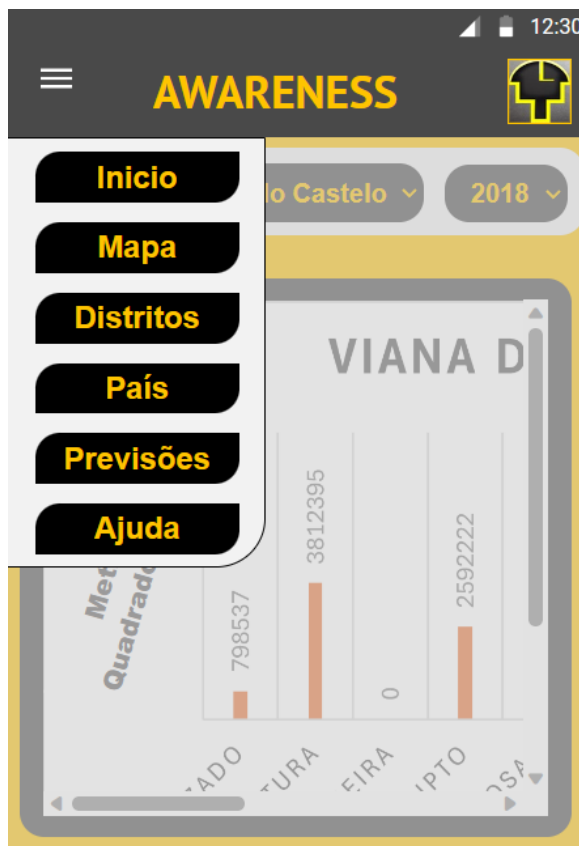 12:30
AWARENESS
Inicio
lo Castelo
2018
Mapa
Distritos
VIANA D
País
Previsões
Ajuda
Met
Quadrado
798537
3812395
0
2592222
ZADO
TURA
EIRA
IPTO
OSA